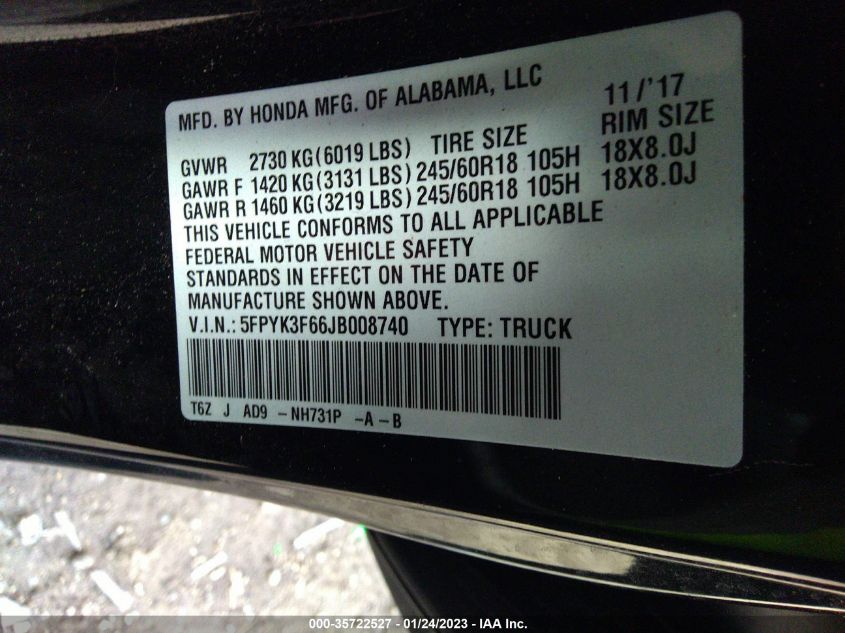 MFD. BY HONDA MFG. OF ALABAMA, LLC 11/'17
GVWR 2730 KG(6019 LBS) TIRE SIZE RIM SIZE
GAWR F 1420 KG(3131 LBS) 245/60R18 105H 18X8.0J
GAWR R 1460 KG(3219 LBS) 245/60R18 105H 18X8.0J
THIS VEHICLE CONFORMS TO ALL APPLICABLE
FEDERAL MOTOR VEHICLE SAFETY
STANDARDS IN EFFECT ON THE DATE OF
MANUFACTURE SHOWN ABOVE.
V.I.N.: 5FPYK3F66JB008740 TYPE: TRUCK
T6Z J AD9 -NH731P -A-B
000-35722527 - 01/24/2023 - IAA Inc.